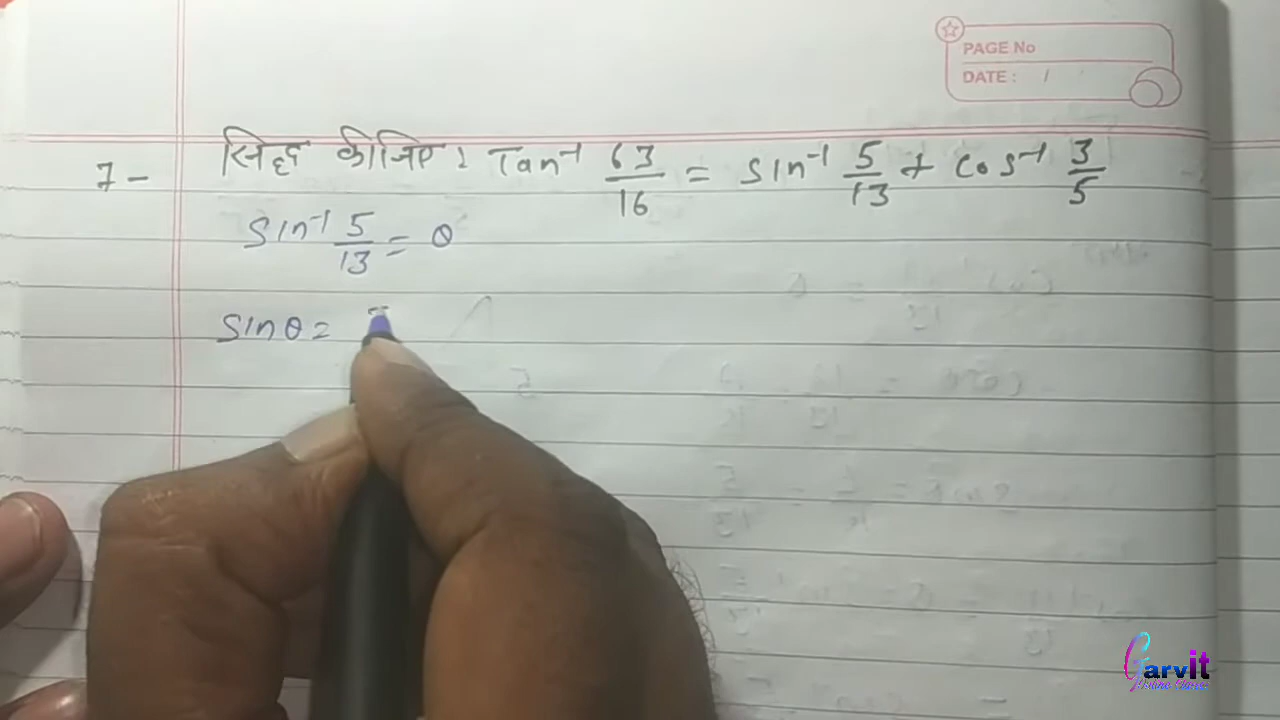 PAGE No
DATE : /
7- सिद्ध कीजिए : Tan⁻¹ 63/16 = Sin⁻¹ 5/13 + Cos⁻¹ 3/5
Sin⁻¹ 5/13 = θ
Sinθ =
Garvit